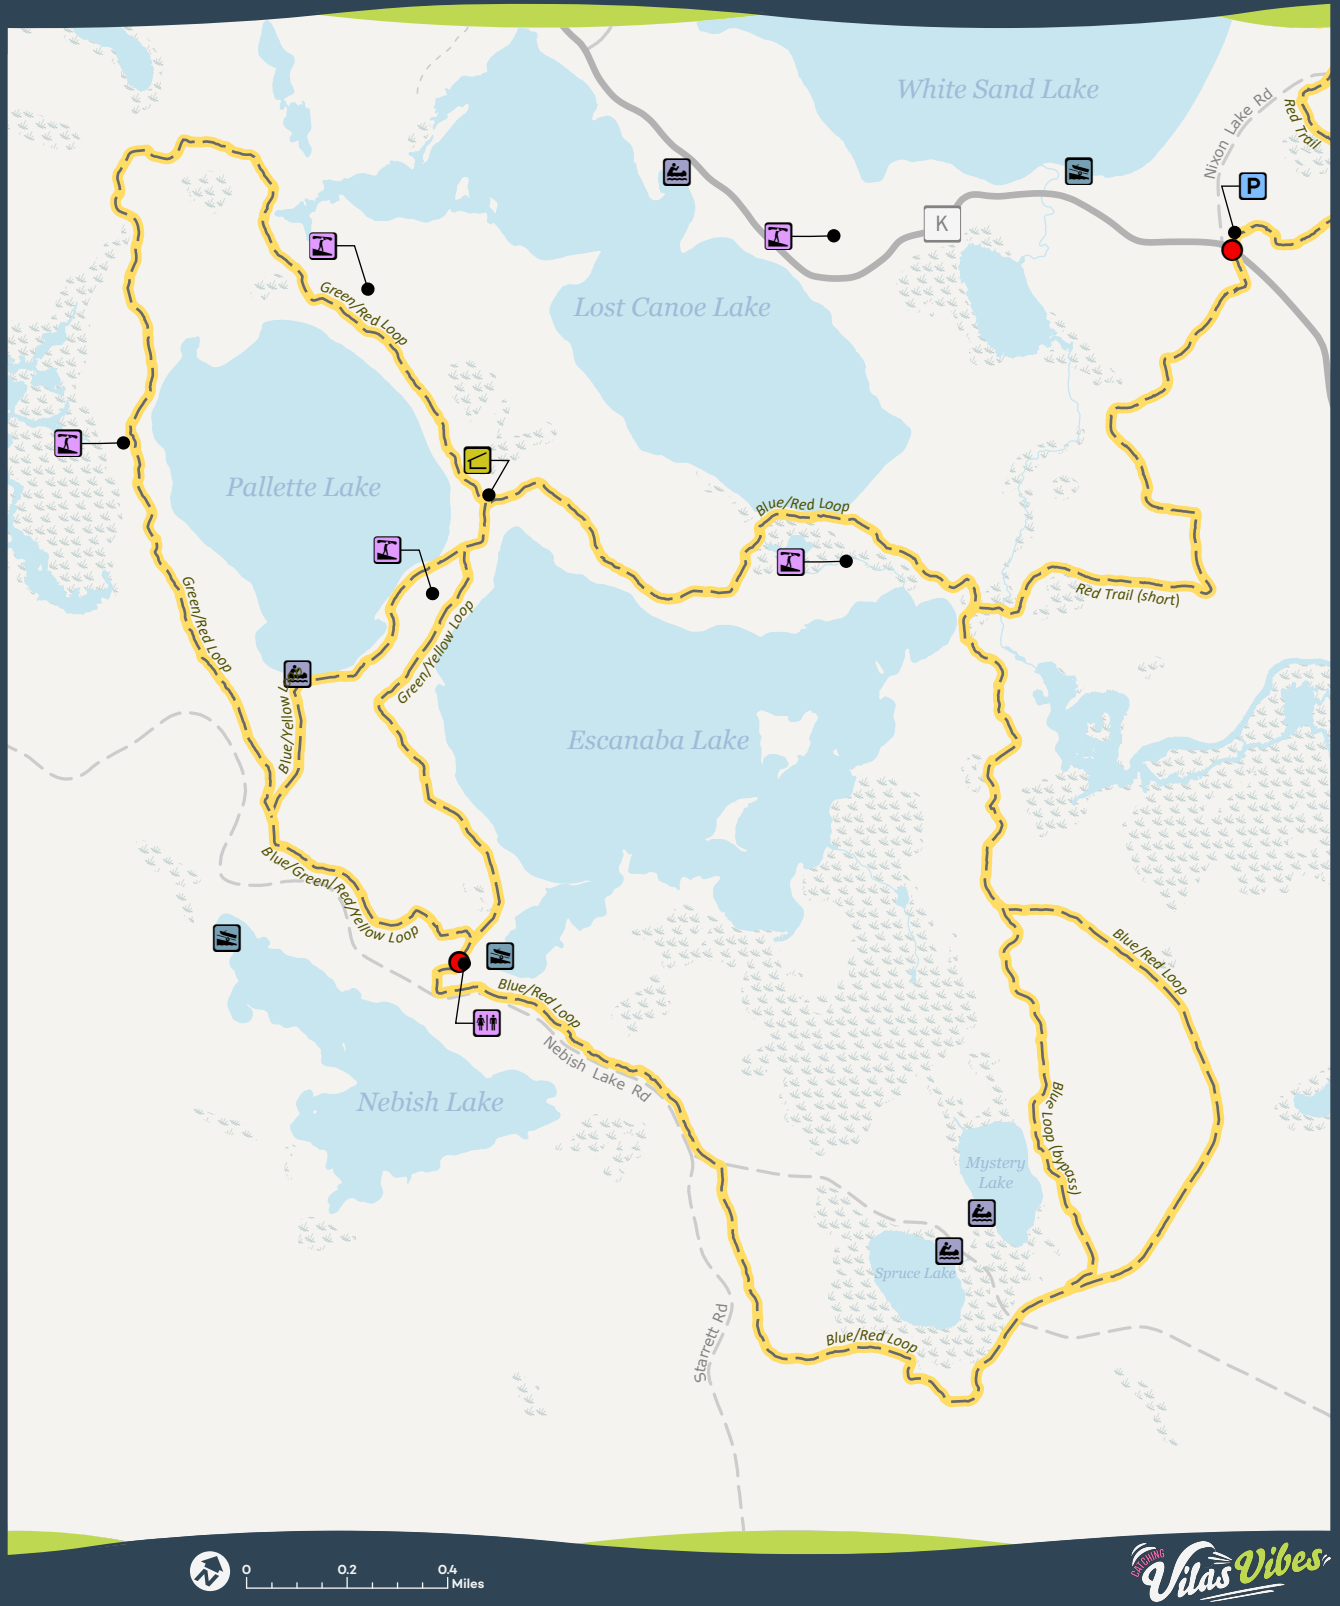 White Sand Lake
Nixon Lake Rd
Red Trail
P
K
Green/Red Loop
Lost Canoe Lake
Pallette Lake
Blue/Red Loop
Green/Red Loop
Red Trail (short)
Green/Yellow Loop
Blue/Yellow L
Escanaba Lake
Blue/Green/Red/Yellow Loop
Blue/Red Loop
Blue/Red Loop
Nebish Lake Rd
Nebish Lake
Blue Loop (bypass)
Mystery
Lake
Spruce Lake
Starrett Rd
Blue/Red Loop
N
0 0.2 0.4
Miles
CATCHING
Vilas Vibes